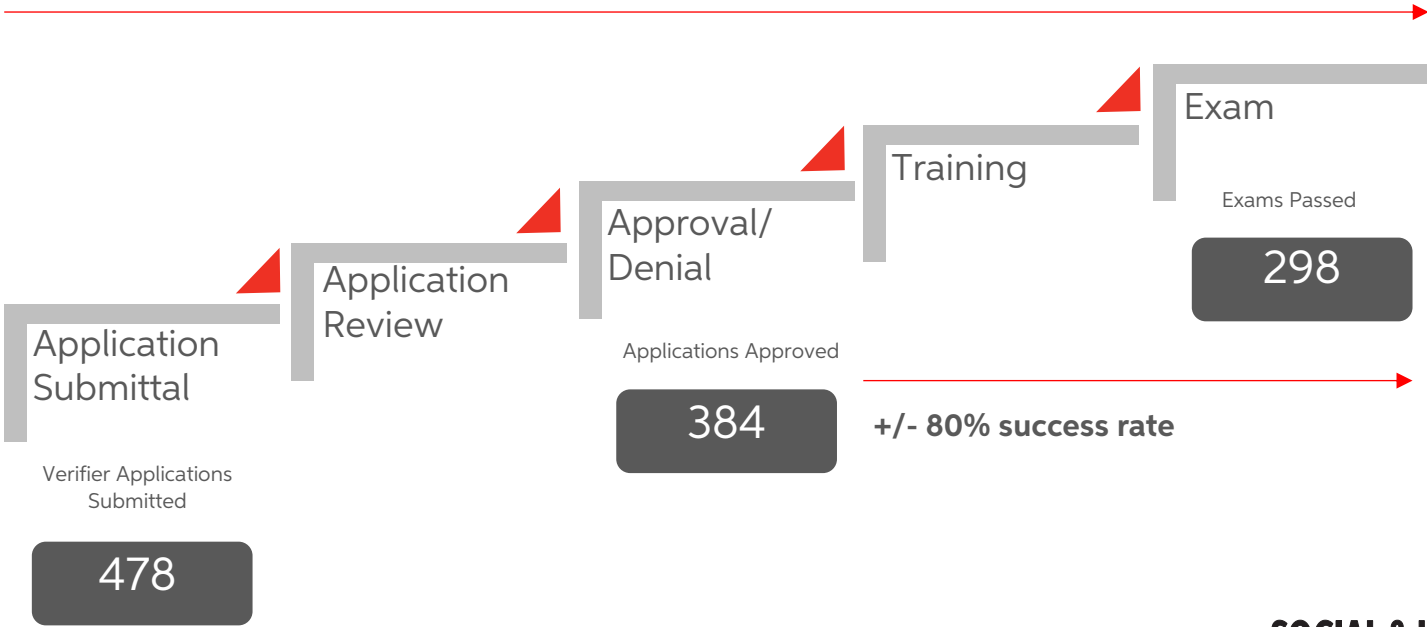 Application
Submittal
Verifier Applications
Submitted
478
Application
Review
Approval/
Denial
Applications Approved
384
Training
+/- 80% success rate
Exam
Exams Passed
298